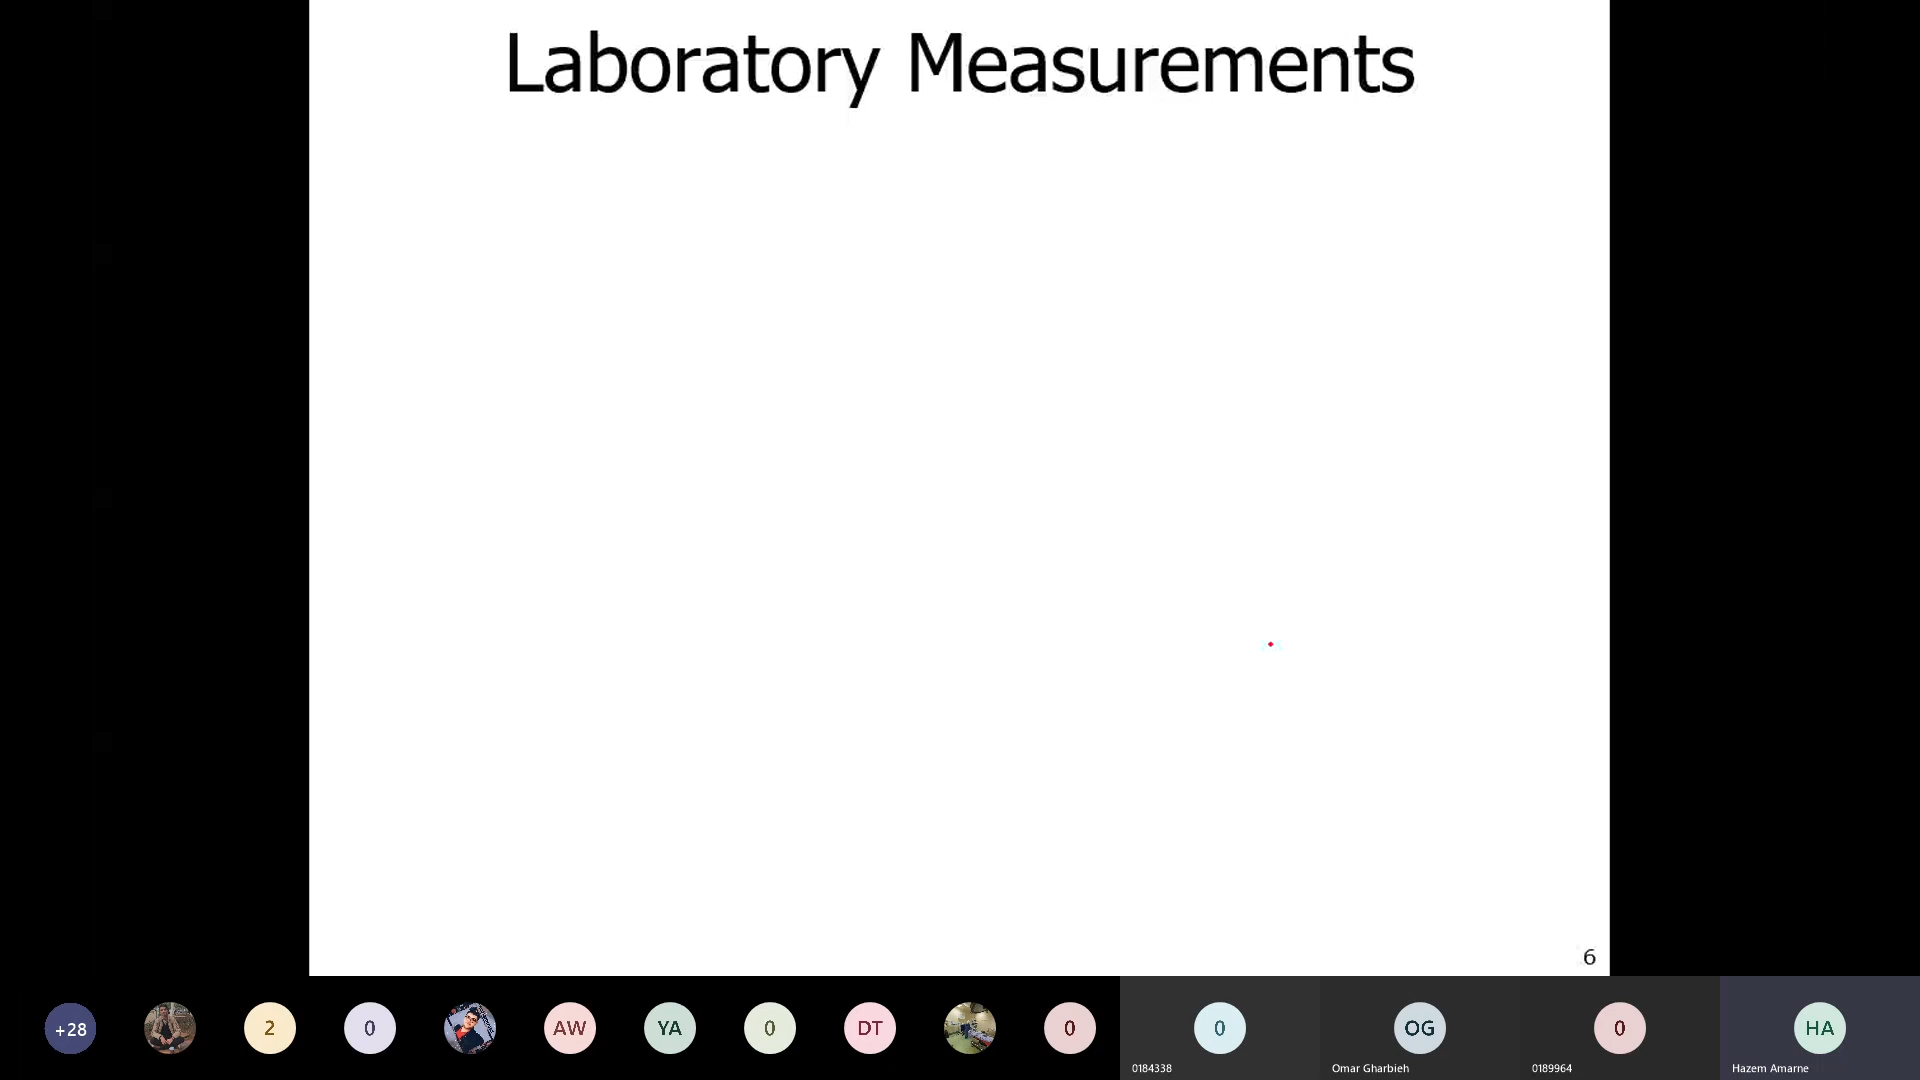 Laboratory Measurements
6
+28
2
0
AW
YA
0
DT
0
0
0184338
OG
Omar Gharbieh
0
0189964
HA
Hazem Amarne